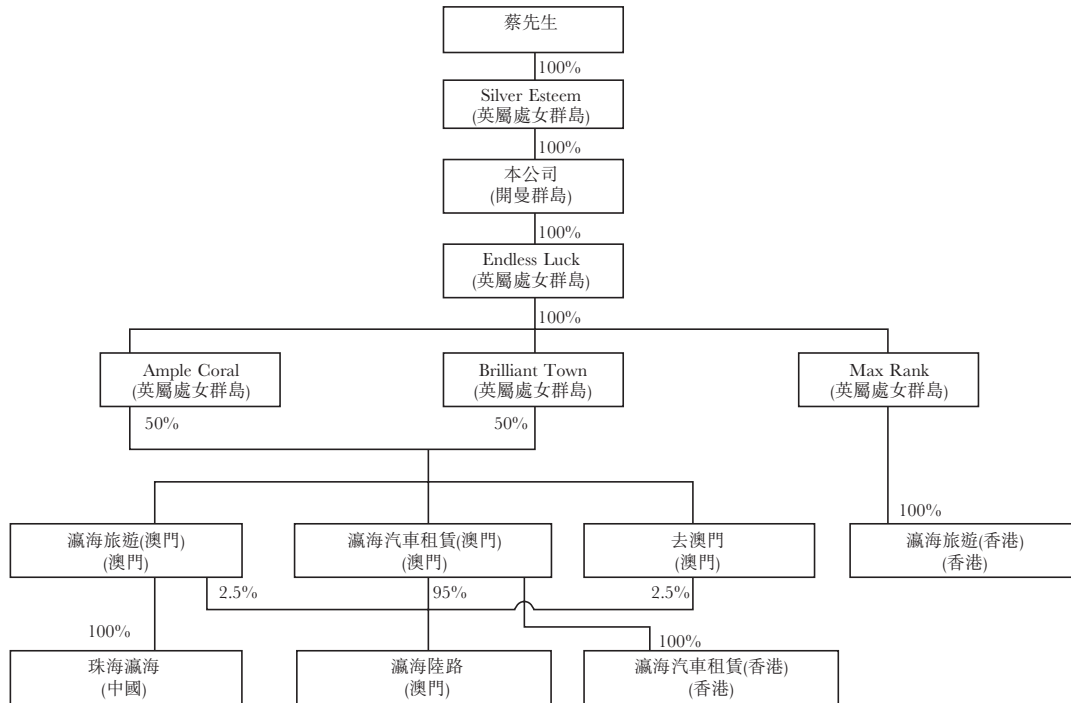 蔡先生
100%
Silver Esteem
(英屬處女群島)
100%
本公司
(開曼群島)
100%
Endless Luck
(英屬處女群島)
100%
Ample Coral
(英屬處女群島)
Brilliant Town
(英屬處女群島)
Max Rank
(英屬處女群島)
50%
50%
100%
瀛海旅遊(澳門)
(澳門)
瀛海汽車租賃(澳門)
(澳門)
去澳門
(澳門)
瀛海旅遊(香港)
(香港)
2.5%
95%
2.5%
100%
100%
珠海瀛海
(中國)
瀛海陸路
(澳門)
瀛海汽車租賃(香港)
(香港)